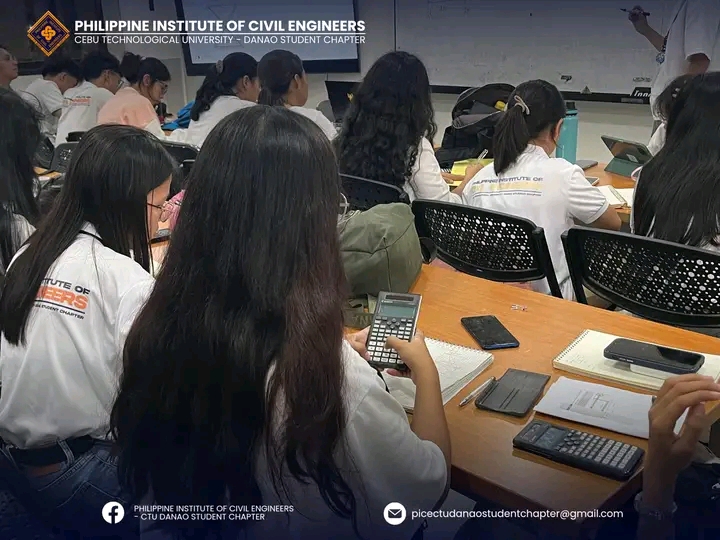 PHILIPPINE INSTITUTE OF CIVIL ENGINEERS
CEBU TECHNOLOGICAL UNIVERSITY - DANAO STUDENT CHAPTER
PHILIPPINE INSTITUTE OF CIVIL ENGINEERS
- CTU DANAO STUDENT CHAPTER
picectudanaostudentchapter@gmail.com